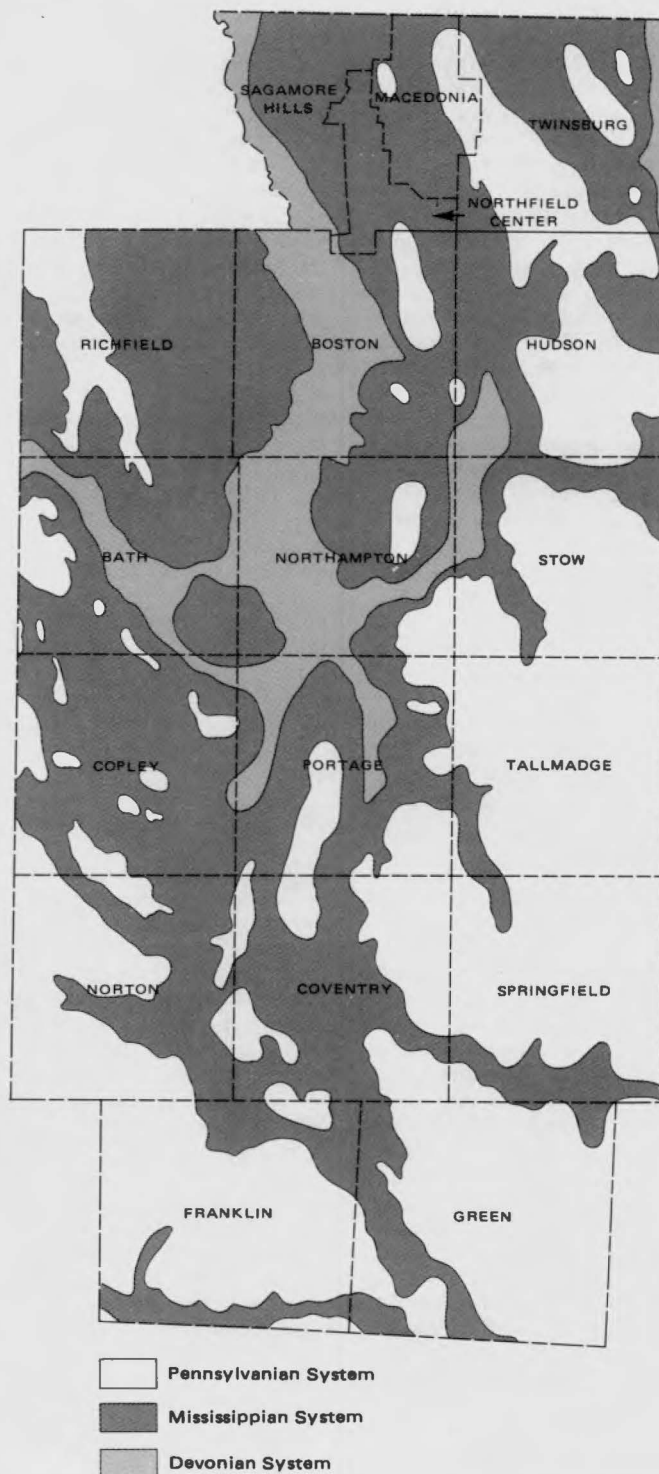 SAGAMORE
HILLS
MACEDONIA
TWINSBURG
NORTHFIELD
CENTER
RICHFIELD
BOSTON
HUDSON
BATH
NORTHAMPTON
STOW
COPLEY
PORTAGE
TALLMADGE
NORTON
COVENTRY
SPRINGFIELD
FRANKLIN
GREEN
Pennsylvanian System
Mississippian System
Devonian System